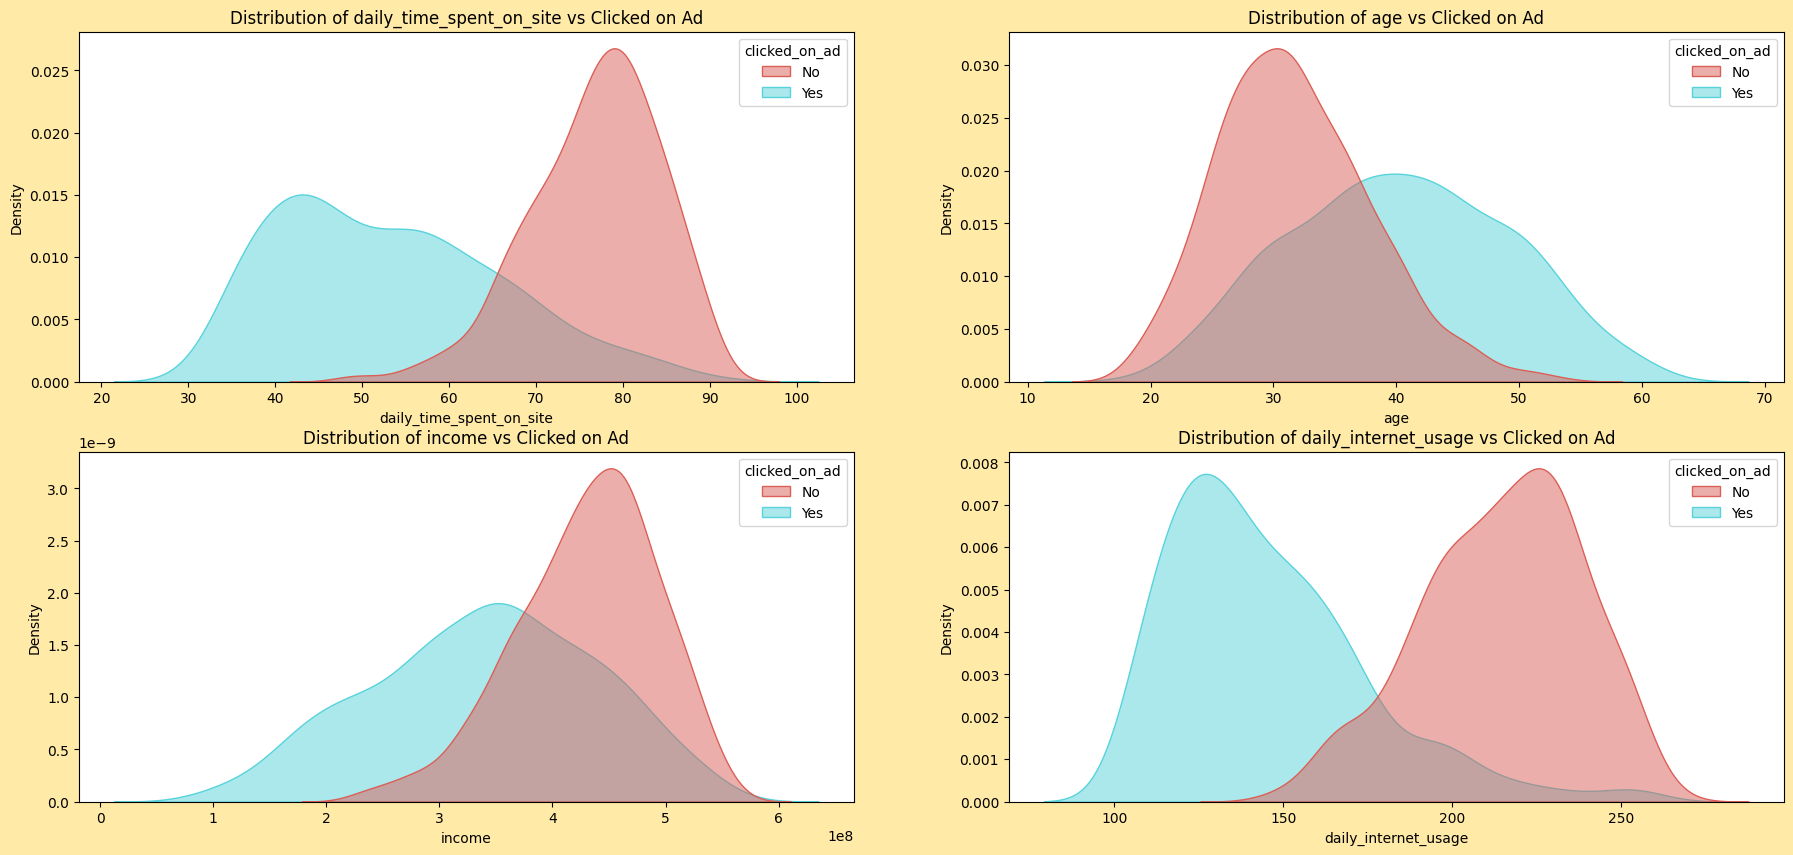 Distribution of daily_time_spent_on_site vs Clicked on Ad
clicked_on_ad
No
Yes
0.025
0.020
0.015
0.010
0.005
0.000
Density
20 30 40 50 60 70 80 90 100
daily_time_spent_on_site
Distribution of age vs Clicked on Ad
clicked_on_ad
No
Yes
0.030
0.025
0.020
0.015
0.010
0.005
0.000
Density
10 20 30 40 50 60 70
age
1e−9
Distribution of income vs Clicked on Ad
clicked_on_ad
No
Yes
3.0
2.5
2.0
1.5
1.0
0.5
0.0
Density
0 1 2 3 4 5 6
income
1e8
Distribution of daily_internet_usage vs Clicked on Ad
clicked_on_ad
No
Yes
0.008
0.007
0.006
0.005
0.004
0.003
0.002
0.001
0.000
Density
100 150 200 250
daily_internet_usage